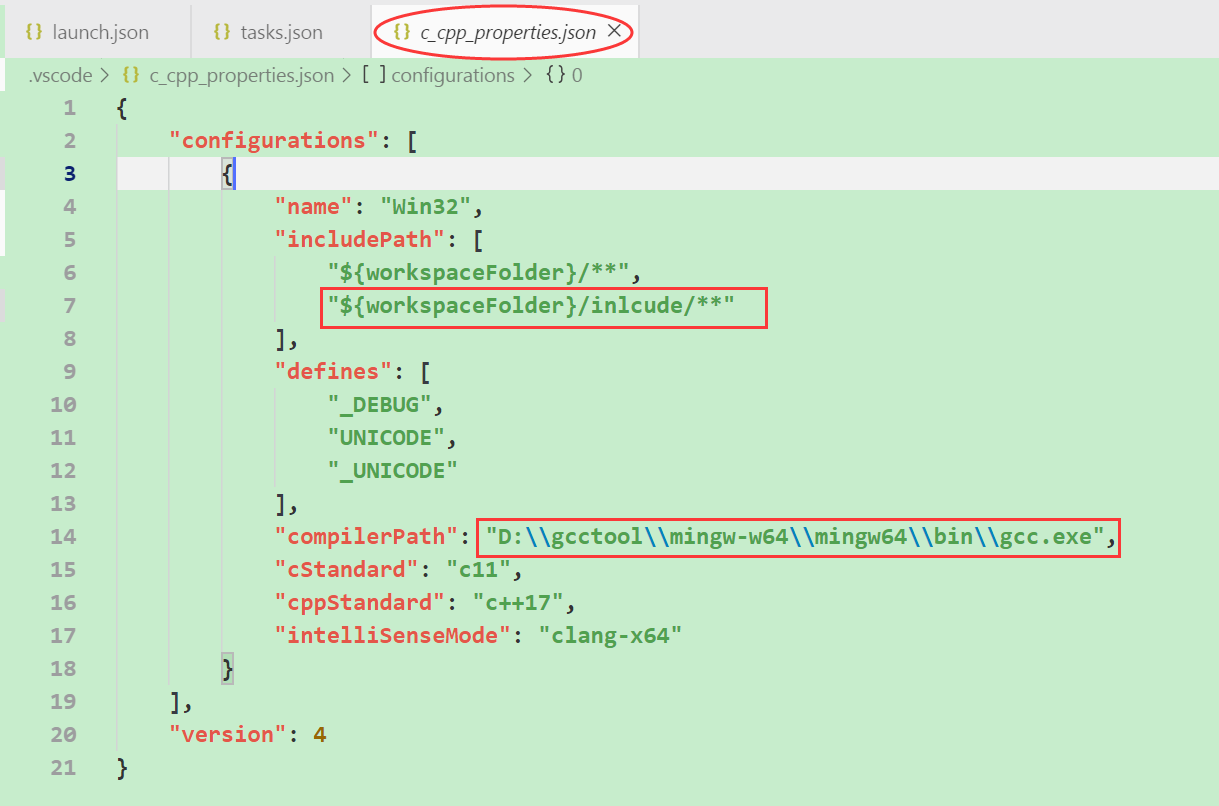 {} launch.json {} tasks.json {} c_cpp_properties.json ×
.vscode > {} c_cpp_properties.json > [ ] configurations > {} 0
1 {
2 "configurations": [
3 {
4 "name": "Win32",
5 "includePath": [
6 "${workspaceFolder}/**",
7 "${workspaceFolder}/inlcude/**"
8 ],
9 "defines": [
10 "_DEBUG",
11 "UNICODE",
12 "_UNICODE"
13 ],
14 "compilerPath": "D:\\gcctool\\mingw-w64\\mingw64\\bin\\gcc.exe",
15 "cStandard": "c11",
16 "cppStandard": "c++17",
17 "intelliSenseMode": "clang-x64"
18 }
19 ],
20 "version": 4
21 }